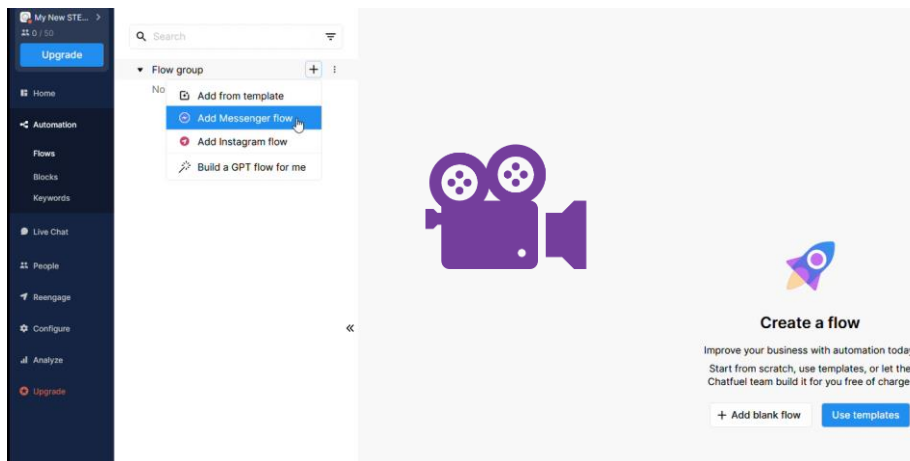 My New STE... >
0 / 50
Upgrade
Home
Automation
Flows
Blocks
Keywords
Live Chat
People
Reengage
Configure
Analyze
Upgrade
Search
Flow group
No
Add from template
Add Messenger flow
Add Instagram flow
Build a GPT flow for me
Create a flow
Improve your business with automation today
Start from scratch, use templates, or let the
Chatfuel team build it for you free of charge
+ Add blank flow
Use templates